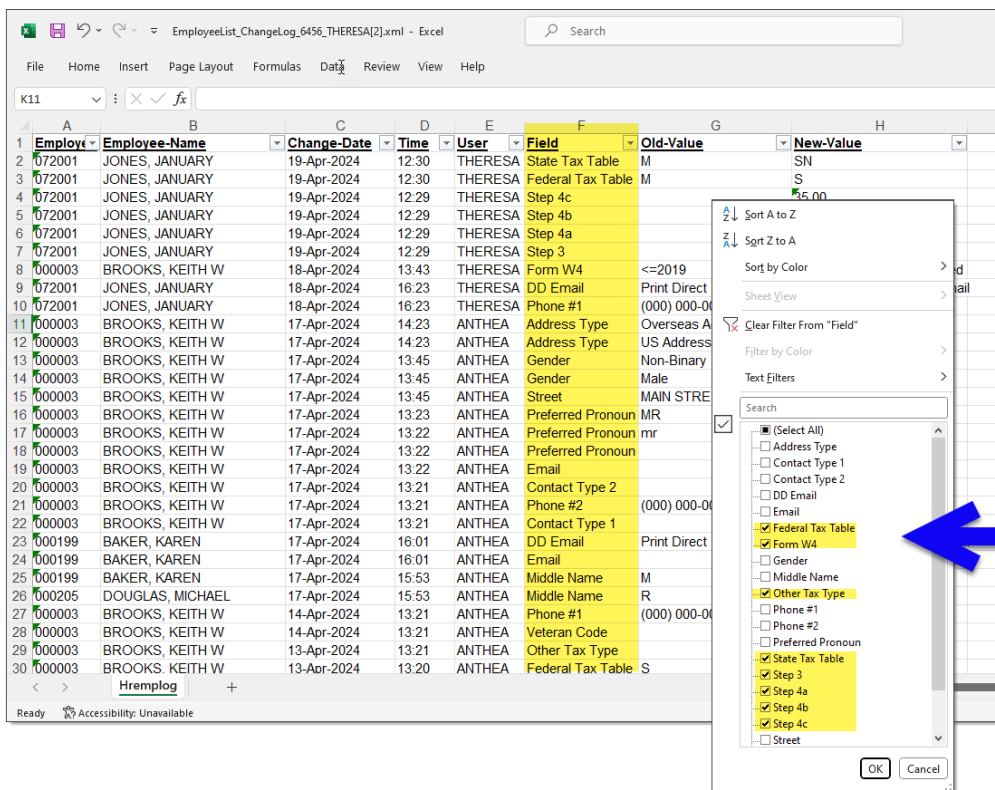 EmployeeList_ChangeLog_6456_THERESA[2].xml - Excel
Search
File Home Insert Page Layout Formulas Data Review View Help
K11 fx
A B C D E F G H
1 Employe Employee-Name Change-Date Time User Field Old-Value New-Value
2 072001 JONES, JANUARY 19-Apr-2024 12:30 THERESA State Tax Table M SN
3 072001 JONES, JANUARY 19-Apr-2024 12:30 THERESA Federal Tax Table M S
4 072001 JONES, JANUARY 19-Apr-2024 12:29 THERESA Step 4c 35.00
5 072001 JONES, JANUARY 19-Apr-2024 12:29 THERESA Step 4b
6 072001 JONES, JANUARY 19-Apr-2024 12:29 THERESA Step 4a
7 072001 JONES, JANUARY 19-Apr-2024 12:29 THERESA Step 3
8 000003 BROOKS, KEITH W 18-Apr-2024 13:43 THERESA Form W4 <=2019 ed
9 072001 JONES, JANUARY 18-Apr-2024 16:23 THERESA DD Email Print Direct ail
10 072001 JONES, JANUARY 18-Apr-2024 16:23 THERESA Phone #1 (000) 000-00
11 000003 BROOKS, KEITH W 17-Apr-2024 14:23 ANTHEA Address Type Overseas A
12 000003 BROOKS, KEITH W 17-Apr-2024 14:23 ANTHEA Address Type US Address
13 000003 BROOKS, KEITH W 17-Apr-2024 13:45 ANTHEA Gender Non-Binary
14 000003 BROOKS, KEITH W 17-Apr-2024 13:45 ANTHEA Gender Male
15 000003 BROOKS, KEITH W 17-Apr-2024 13:45 ANTHEA Street MAIN STRE
16 000003 BROOKS, KEITH W 17-Apr-2024 13:23 ANTHEA Preferred Pronoun MR
17 000003 BROOKS, KEITH W 17-Apr-2024 13:22 ANTHEA Preferred Pronoun mr
18 000003 BROOKS, KEITH W 17-Apr-2024 13:22 ANTHEA Preferred Pronoun
19 000003 BROOKS, KEITH W 17-Apr-2024 13:22 ANTHEA Email
20 000003 BROOKS, KEITH W 17-Apr-2024 13:21 ANTHEA Contact Type 2
21 000003 BROOKS, KEITH W 17-Apr-2024 13:21 ANTHEA Phone #2 (000) 000-00
22 000003 BROOKS, KEITH W 17-Apr-2024 13:21 ANTHEA Contact Type 1
23 000199 BAKER, KAREN 17-Apr-2024 16:01 ANTHEA DD Email Print Direct
24 000199 BAKER, KAREN 17-Apr-2024 16:01 ANTHEA Email
25 000199 BAKER, KAREN 17-Apr-2024 15:53 ANTHEA Middle Name M
26 000205 DOUGLAS, MICHAEL 17-Apr-2024 15:53 ANTHEA Middle Name R
27 000003 BROOKS, KEITH W 14-Apr-2024 13:21 ANTHEA Phone #1 (000) 000-00
28 000003 BROOKS, KEITH W 14-Apr-2024 13:21 ANTHEA Veteran Code
29 000003 BROOKS, KEITH W 13-Apr-2024 13:21 ANTHEA Other Tax Type
30 000003 BROOKS, KEITH W 13-Apr-2024 13:20 ANTHEA Federal Tax Table S
Hremplog
Ready Accessibility: Unavailable
Sort A to Z
Sort Z to A
Sort by Color
Sheet View
Clear Filter From "Field"
Filter by Color
Text Filters
Search
(Select All)
Address Type
Contact Type 1
Contact Type 2
DD Email
Email
Federal Tax Table
Form W4
Gender
Middle Name
Other Tax Type
Phone #1
Phone #2
Preferred Pronoun
State Tax Table
Step 3
Step 4a
Step 4b
Step 4c
Street
OK Cancel